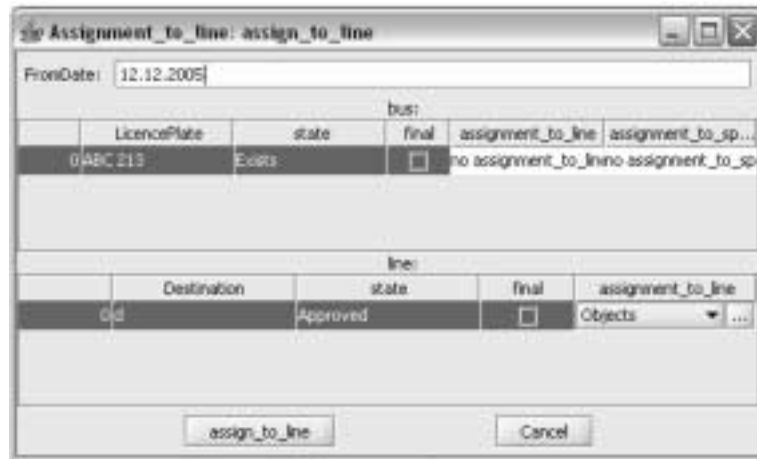 Assignment_to_line: assign_to_line
FromDate: 12.12.2005
bus:
LicencePlate state final assignment_to_line assignment_to_sp...
0 ABC 213 Exists no assignment_to_lin no assignment_to_sp
line:
Destination state final assignment_to_line
0 d Approved Objects ...
assign_to_line Cancel